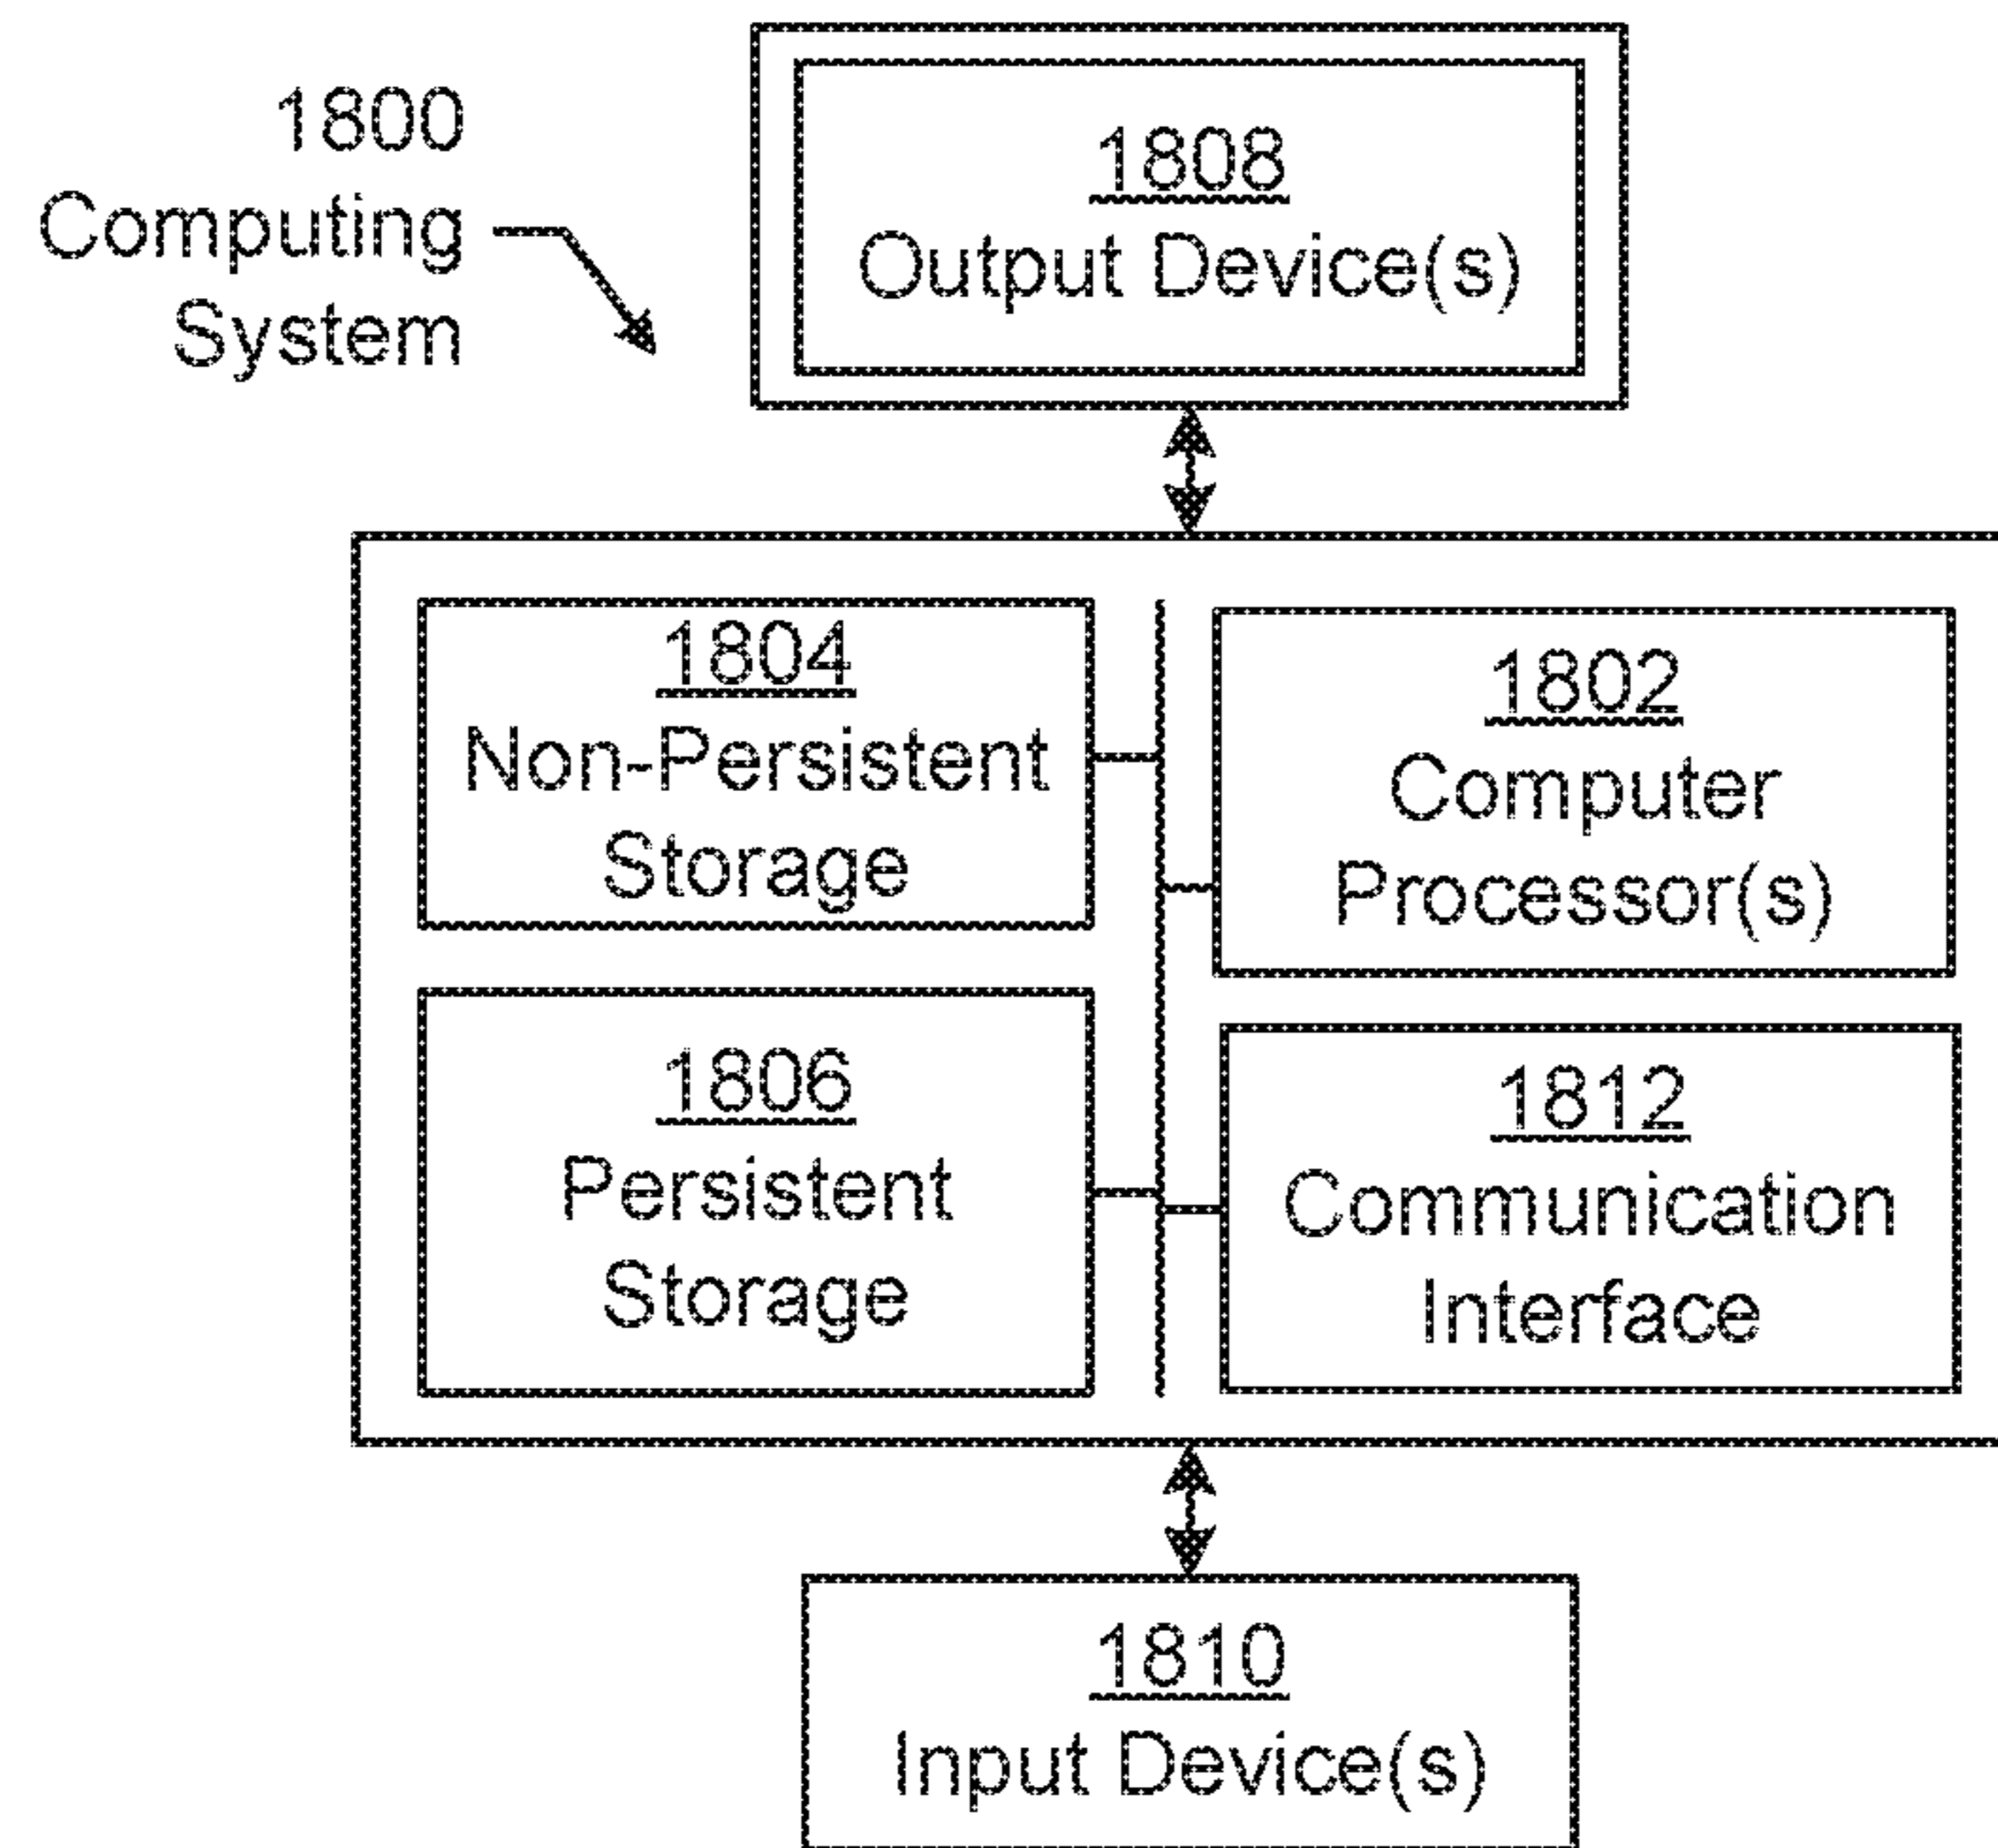 1800
Computing
System
1808
Output Device(s)
1804
Non-Persistent
Storage
1802
Computer
Processor(s)
1806
Persistent
Storage
1812
Communication
Interface
1810
Input Device(s)